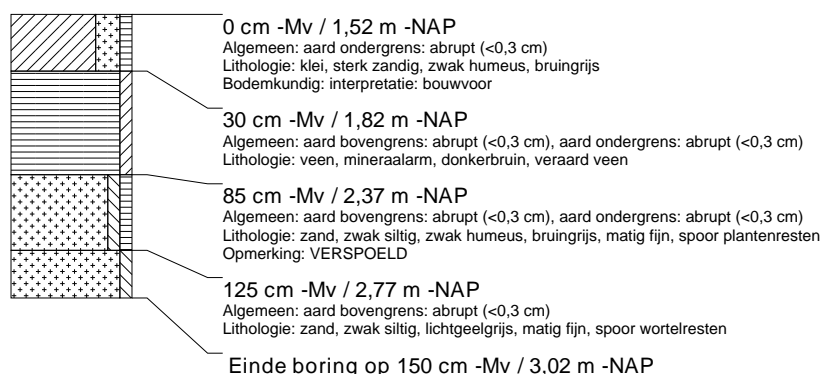 0 cm -Mv / 1,52 m -NAP
Algemeen: aard ondergrens: abrupt (<0,3 cm)
Lithologie: klei, sterk zandig, zwak humeus, bruingrijs
Bodemkundig: interpretatie: bouwvoor
30 cm -Mv / 1,82 m -NAP
Algemeen: aard bovengrens: abrupt (<0,3 cm), aard ondergrens: abrupt (<0,3 cm)
Lithologie: veen, mineraalarm, donkerbruin, veraard veen
85 cm -Mv / 2,37 m -NAP
Algemeen: aard bovengrens: abrupt (<0,3 cm), aard ondergrens: abrupt (<0,3 cm)
Lithologie: zand, zwak siltig, zwak humeus, bruingrijs, matig fijn, spoor plantenresten
Opmerking: VERSPOELD
125 cm -Mv / 2,77 m -NAP
Algemeen: aard bovengrens: abrupt (<0,3 cm)
Lithologie: zand, zwak siltig, lichtgeelgrijs, matig fijn, spoor wortelresten
Einde boring op 150 cm -Mv / 3,02 m -NAP